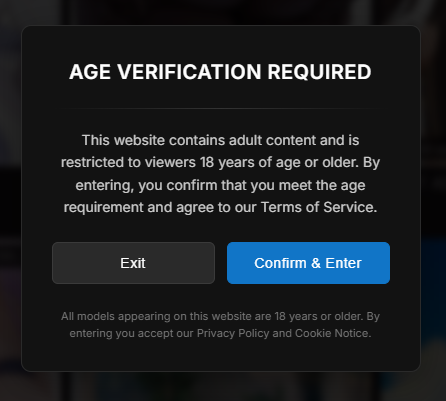 AGE VERIFICATION REQUIRED
This website contains adult content and is
restricted to viewers 18 years of age or older. By
entering, you confirm that you meet the age
requirement and agree to our Terms of Service.
Exit
Confirm & Enter
All models appearing on this website are 18 years or older. By
entering you accept our Privacy Policy and Cookie Notice.